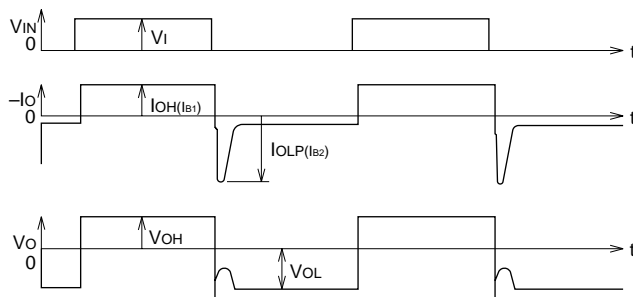 VIN
0
VI
t
–IO
0
IOH(IB1)
t
IOLP(IB2)
VO
0
VOH
t
VOL